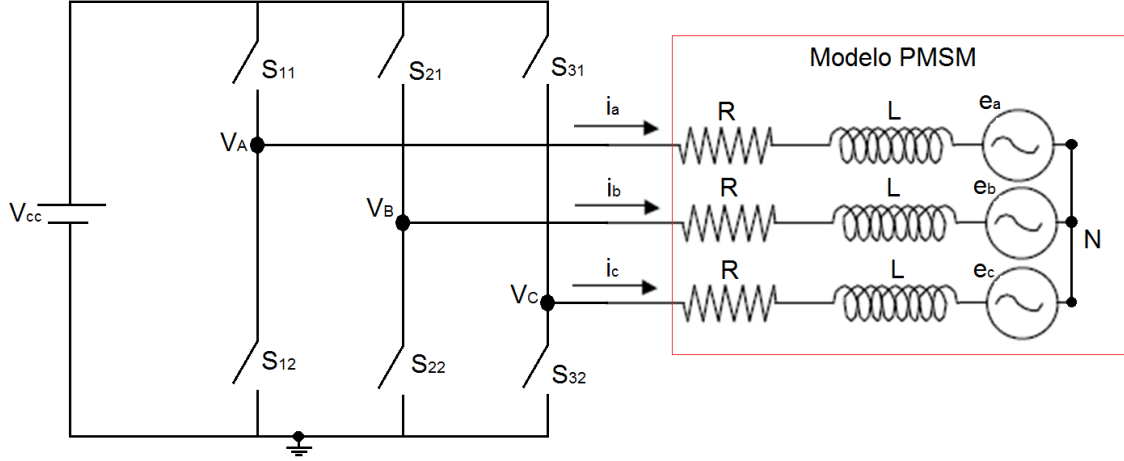 Modelo PMSM
S11
S21
S31
ia
R
L
ea
VA
Vcc
VB
ib
R
L
eb
N
VC
ic
R
L
ec
S12
S22
S32